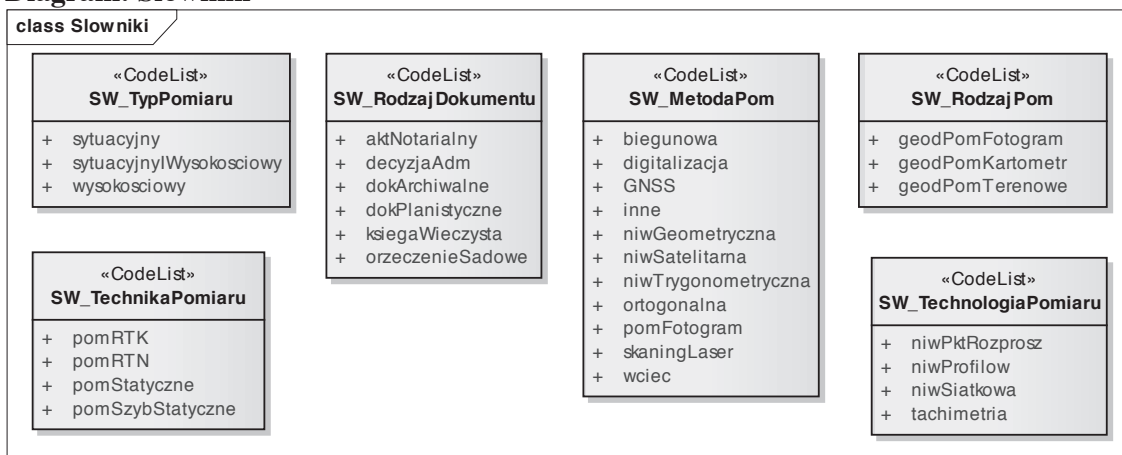 class Slowniki
«CodeList»
SW_TypPomiaru
+ sytuacyjny
+ sytuacyjnyIWysokosciowy
+ wysokosciowy
«CodeList»
SW_RodzajDokumentu
+ aktNotarialny
+ decyzjaAdm
+ dokArchiwalne
+ dokPlanistyczne
+ ksiegaWieczysta
+ orzeczenieSadowe
«CodeList»
SW_MetodaPom
+ biegunowa
+ digitalizacja
+ GNSS
+ inne
+ niwGeometryczna
+ niwSatelitarna
+ niwTrygonometryczna
+ ortogonalna
+ pomFotogram
+ skaningLaser
+ wciec
«CodeList»
SW_RodzajPom
+ geodPomFotogram
+ geodPomKartometr
+ geodPomTerenowe
«CodeList»
SW_TechnikaPomiaru
+ pomRTK
+ pomRTN
+ pomStatyczne
+ pomSzybStatyczne
«CodeList»
SW_TechnologiaPomiaru
+ niwPktRozprosz
+ niwProfilow
+ niwSiatkowa
+ tachimetria